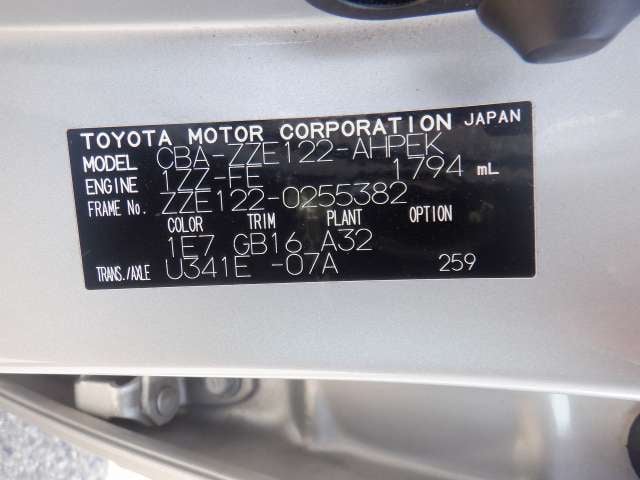 TOYOTA MOTOR CORPORATION JAPAN
MODEL CBA-ZZE122-AHPEK
ENGINE 1ZZ-FE 1794 mL
FRAME No. ZZE122-0255382
COLOR TRIM PLANT OPTION
1E7 GB16 A32
TRANS./AXLE U341E -07A 259